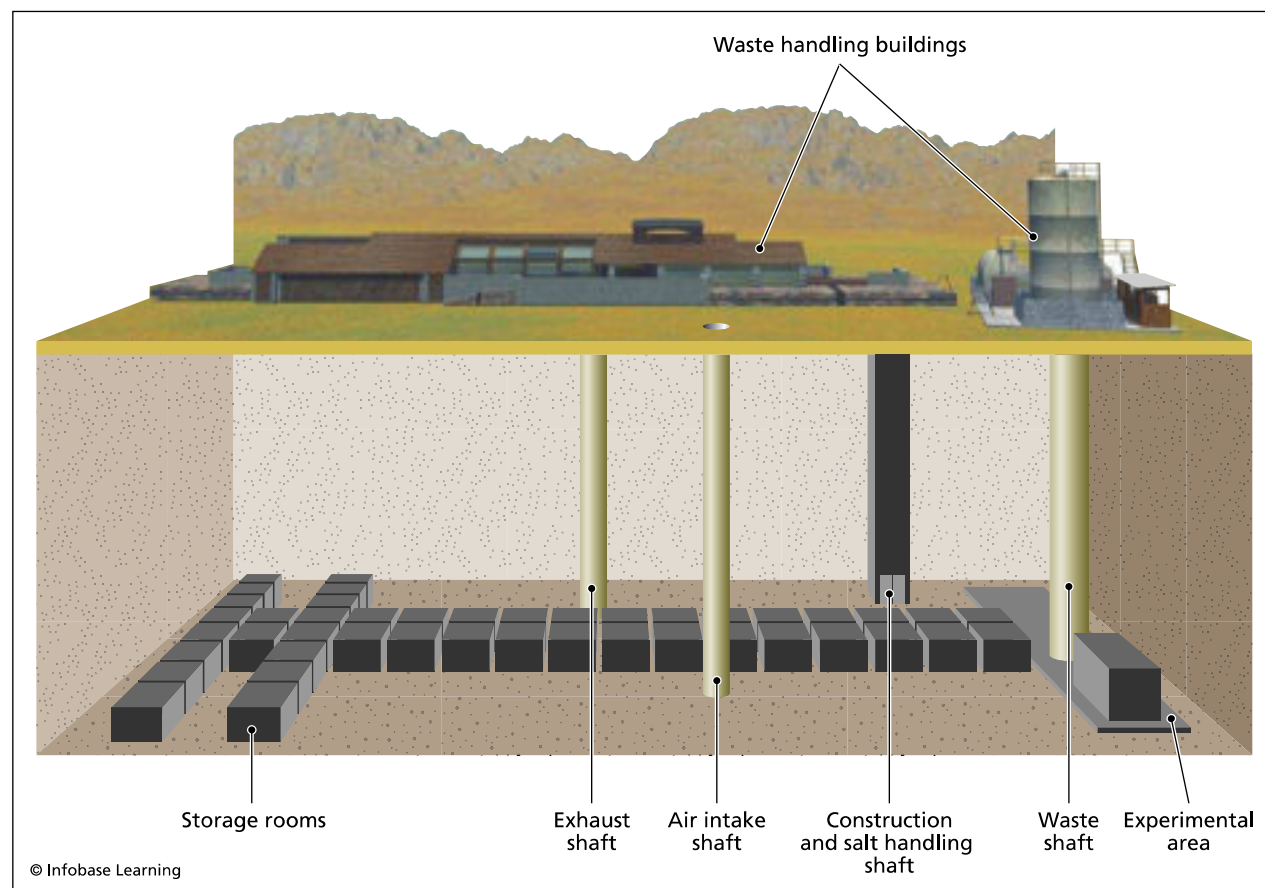 Waste handling buildings
Storage rooms
Exhaust
shaft
Air intake
shaft
Construction
and salt handling
shaft
Waste
shaft
Experimental
area
© Infobase Learning